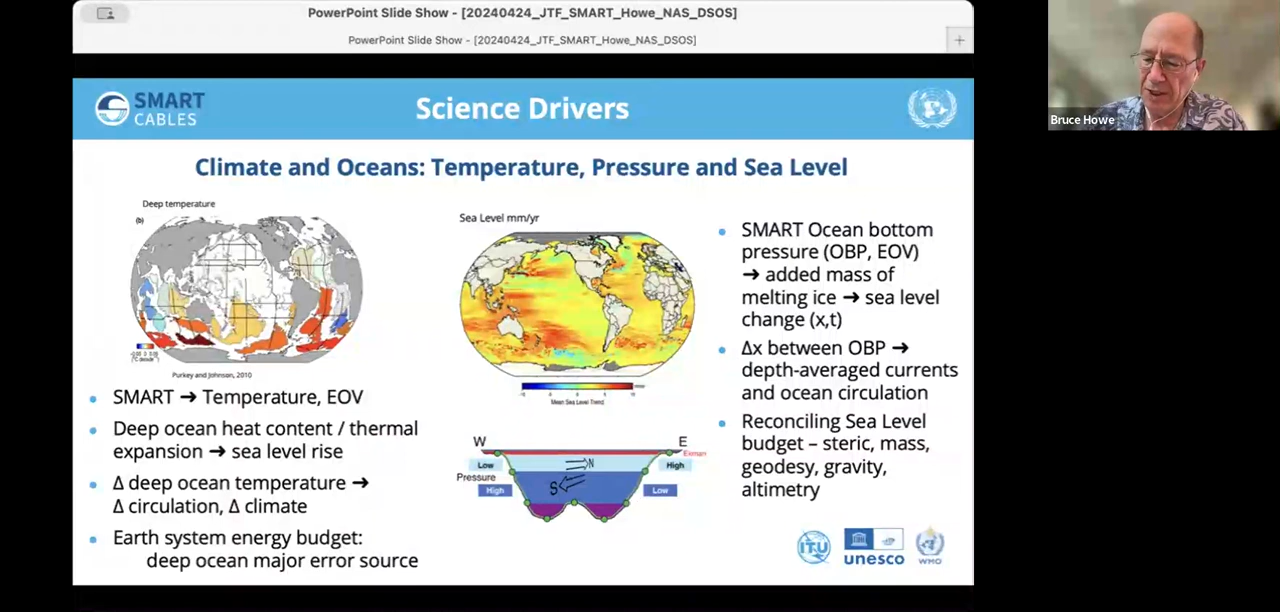 PowerPoint Slide Show - [20240424_JTF_SMART_Howe_NAS_DSOS]
PowerPoint Slide Show - [20240424_JTF_SMART_Howe_NAS_DSOS]
Bruce Howe
SMART
CABLES
Science Drivers
Climate and Oceans: Temperature, Pressure and Sea Level
Deep temperature
(b)
Purkey and Johnson, 2010
• SMART → Temperature, EOV
• Deep ocean heat content / thermal
expansion → sea level rise
• Δ deep ocean temperature →
Δ circulation, Δ climate
• Earth system energy budget:
deep ocean major error source
Sea Level mm/yr
Mean Sea Level Trend
W
E
Ekman
Low
N
High
Pressure
High
S
Low
• SMART Ocean bottom
pressure (OBP, EOV)
→ added mass of
melting ice → sea level
change (x,t)
• Δx between OBP →
depth-averaged currents
and ocean circulation
• Reconciling Sea Level
budget – steric, mass,
geodesy, gravity,
altimetry
ITU
unesco
WMO